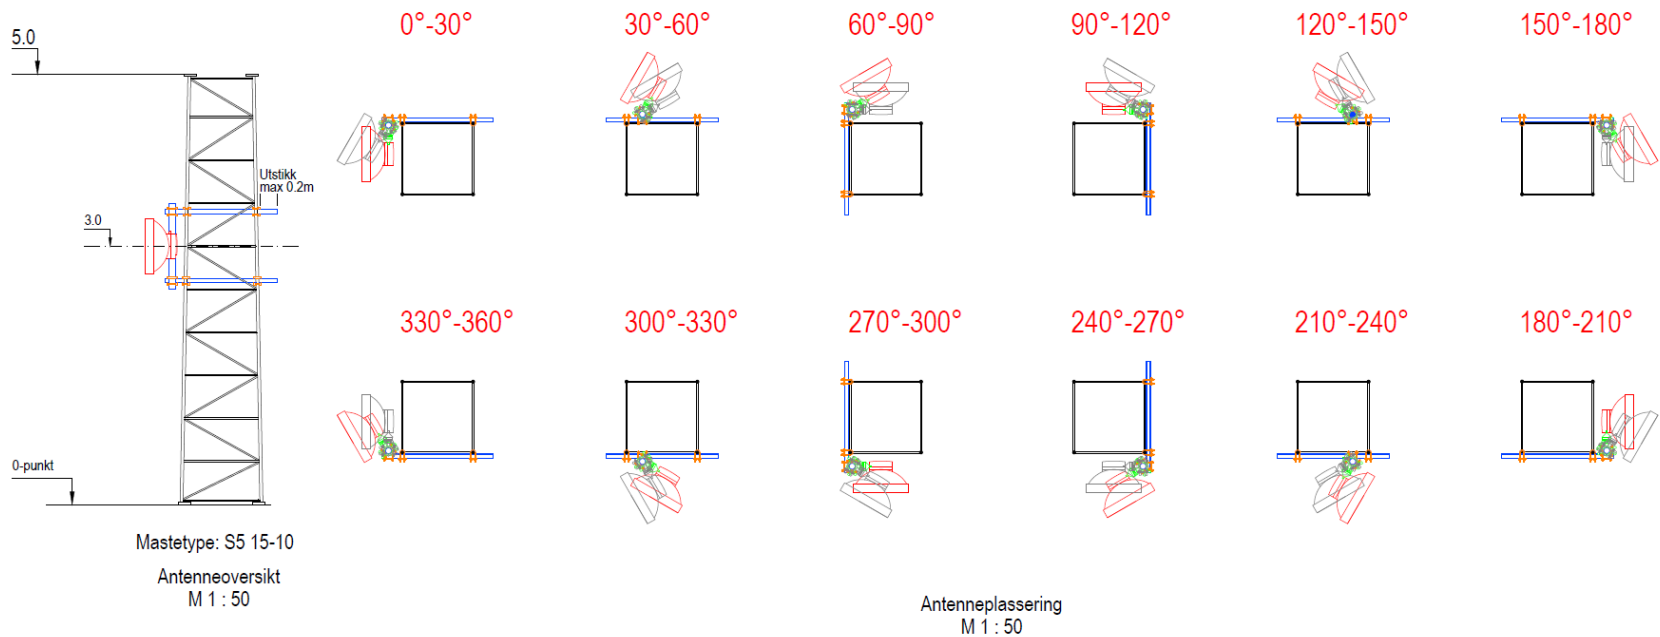 5.0
0°-30°
30°-60°
60°-90°
90°-120°
120°-150°
150°-180°
Utstikk
max 0.2m
3.0
330°-360°
300°-330°
270°-300°
240°-270°
210°-240°
180°-210°
0-punkt
Mastetype: S5 15-10
Antenneoversikt
M 1 : 50
Antenneplassering
M 1 : 50